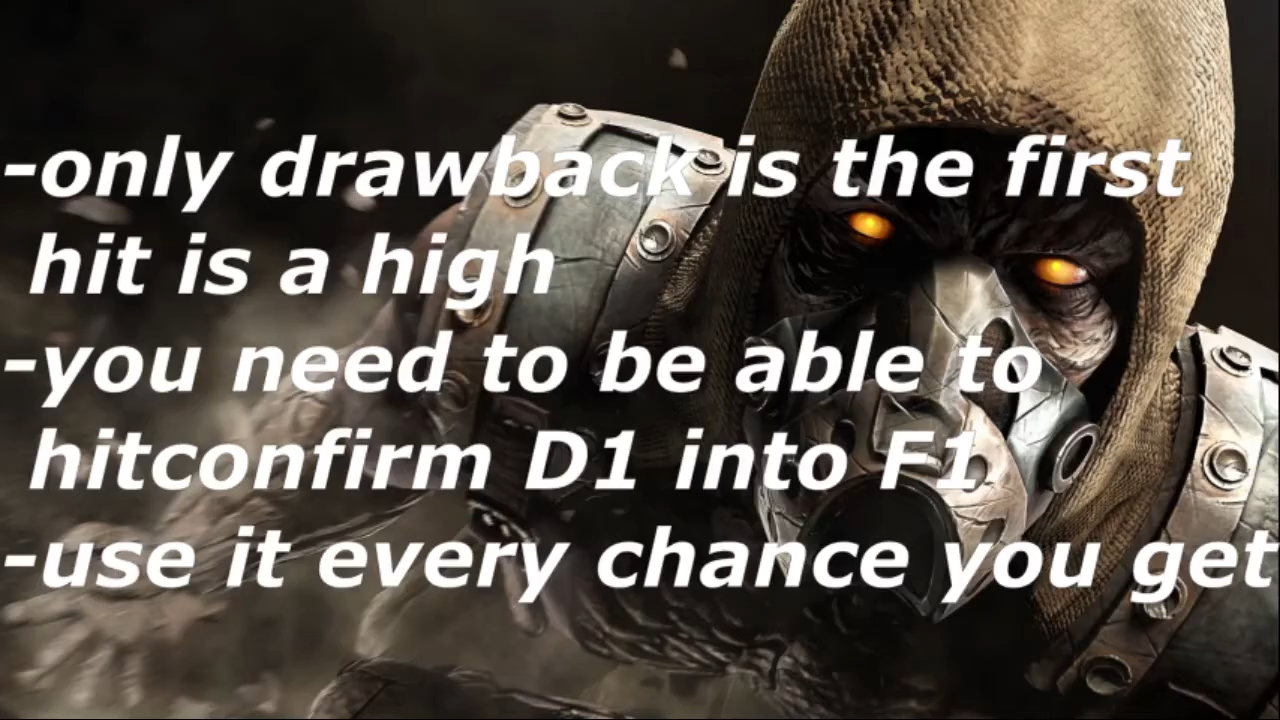 -only drawback is the first
hit is a high
-you need to be able to
hitconfirm D1 into F1
-use it every chance you get